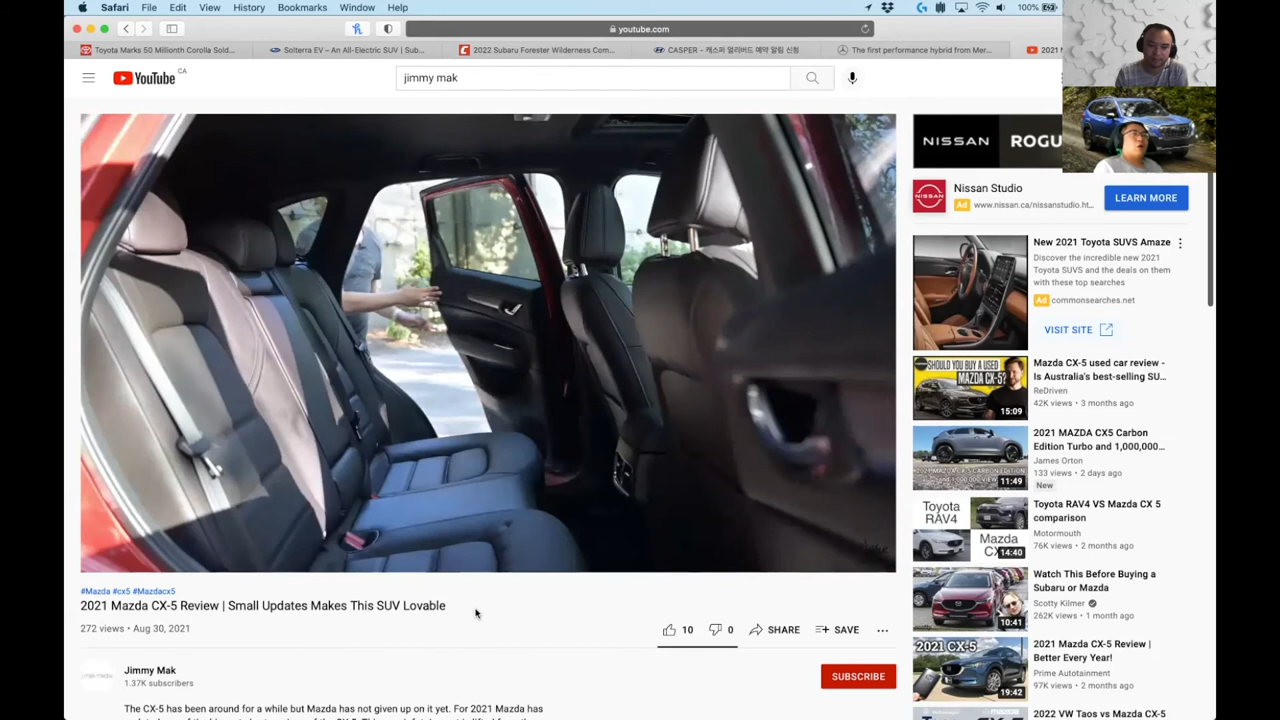 Safari File Edit View History Bookmarks Window Help
100%
youtube.com
Toyota Marks 50 Millionth Corolla Sold...
Solterra EV – An All-Electric SUV | Sub...
2022 Subaru Forester Wilderness Com...
CASPER - 캐스퍼 얼리버드 예약 알림 신청
The first performance hybrid from Mer...
2021 M
YouTube CA
jimmy mak
NISSAN ROGU
Nissan Studio
Ad www.nissan.ca/nissanstudio.ht...
LEARN MORE
New 2021 Toyota SUVS Amaze
Discover the incredible new 2021
Toyota SUVS and the deals on them
with these top searches
Ad commonsearches.net
VISIT SITE
SHOULD YOU BUY A USED
MAZDA CX-5?
15:09
Mazda CX-5 used car review -
Is Australia's best-selling SU...
ReDriven
42K views • 3 months ago
11:49
2021 MAZDA CX5 Carbon
Edition Turbo and 1,000,000...
James Orton
133 views • 2 days ago
New
Toyota
RAV4
Mazda
14:40
Toyota RAV4 VS Mazda CX 5
comparison
Motormouth
76K views • 2 months ago
10:41
Watch This Before Buying a
Subaru or Mazda
Scotty Kilmer
262K views • 1 month ago
2021 CX-5
19:42
2021 Mazda CX-5 Review |
Better Every Year!
Prime Autotainment
97K views • 2 months ago
2022 VW Taos vs Mazda CX-5
#Mazda #cx5 #Mazdacx5
2021 Mazda CX-5 Review | Small Updates Makes This SUV Lovable
272 views • Aug 30, 2021
10 0 SHARE SAVE
Jimmy Mak
1.37K subscribers
SUBSCRIBE
The CX-5 has been around for a while but Mazda has not given up on it yet. For 2021 Mazda has